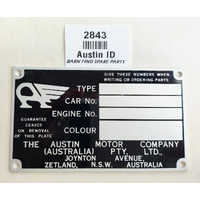 2843
Austin ID
BARN FIND SPARE PARTS
GIVE THESE NUMBERS WHEN
WRITING OR ORDERING PARTS
TYPE
CAR No.
ENGINE No.
GUARANTEE
CEASES
ON REMOVAL
OF THIS PLATE
COLOUR
THE AUSTIN MOTOR COMPANY
(AUSTRALIA) PTY. LTD.,
JOYNTON AVENUE,
ZETLAND, N.S.W. AUSTRALIA